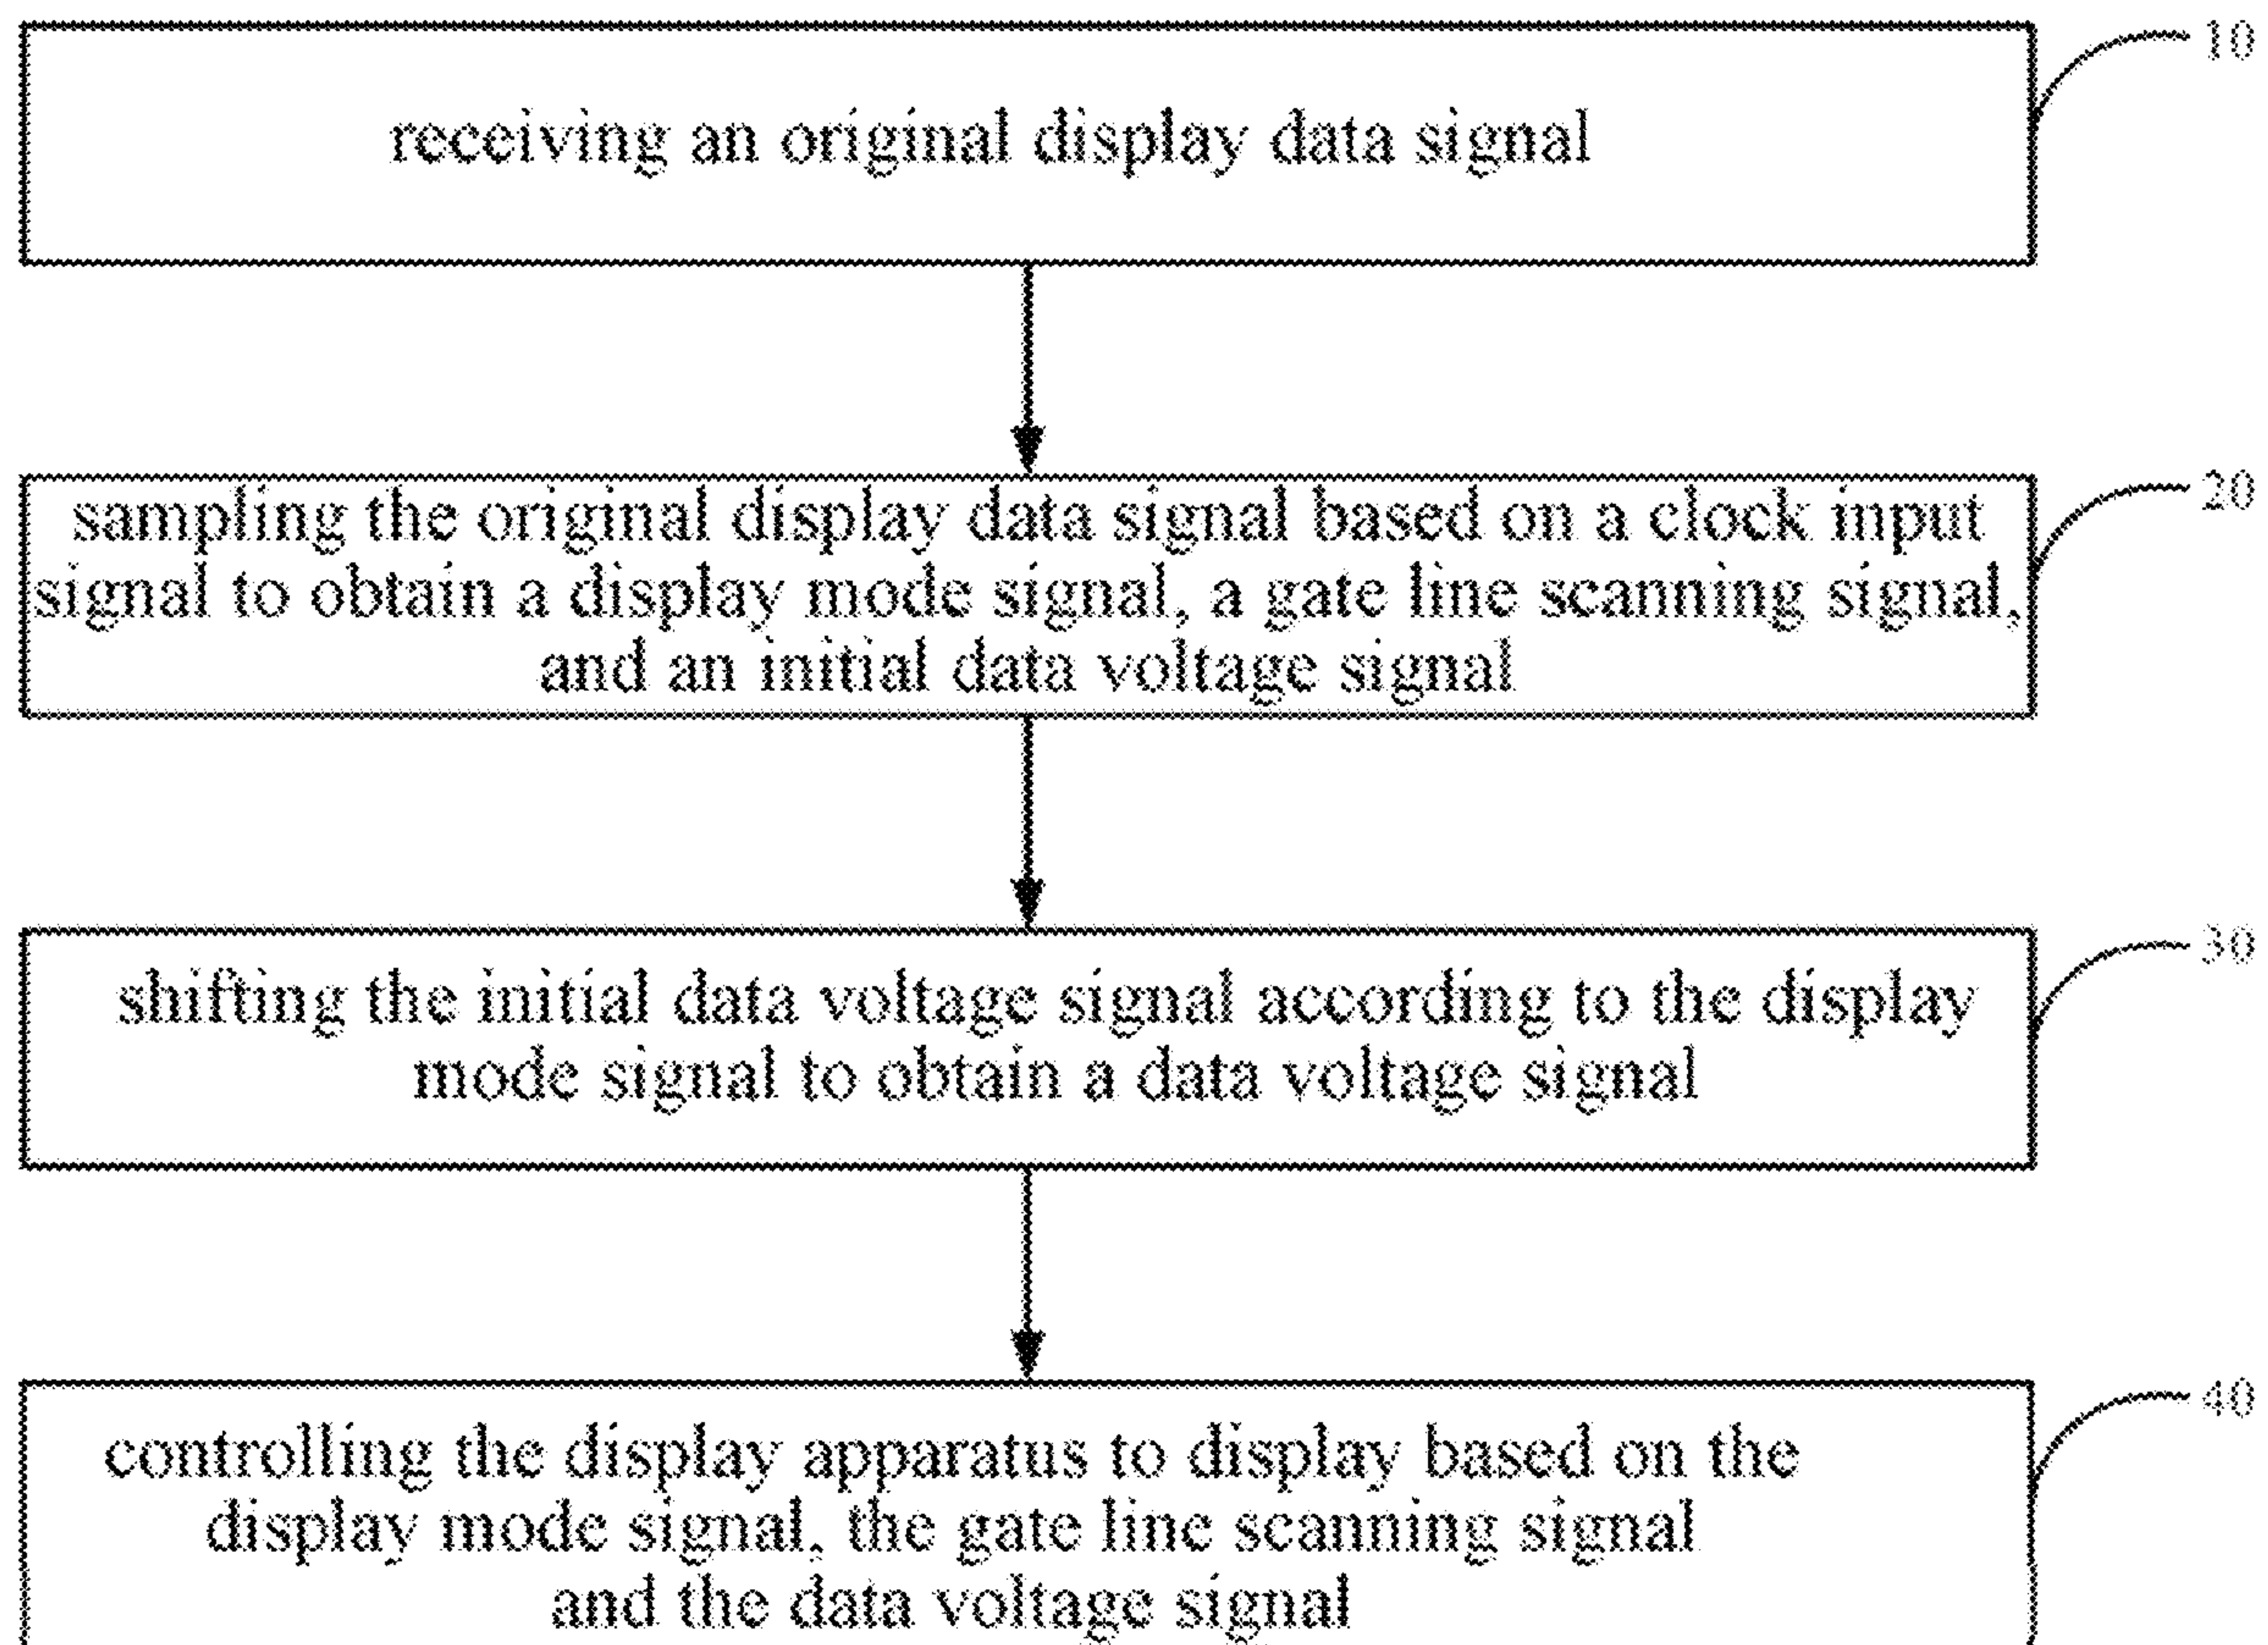 10
receiving an original display data signal
20
sampling the original display data signal based on a clock input
signal to obtain a display mode signal, a gate line scanning signal,
and an initial data voltage signal
30
shifting the initial data voltage signal according to the display
mode signal to obtain a data voltage signal
40
controlling the display apparatus to display based on the
display mode signal, the gate line scanning signal
and the data voltage signal